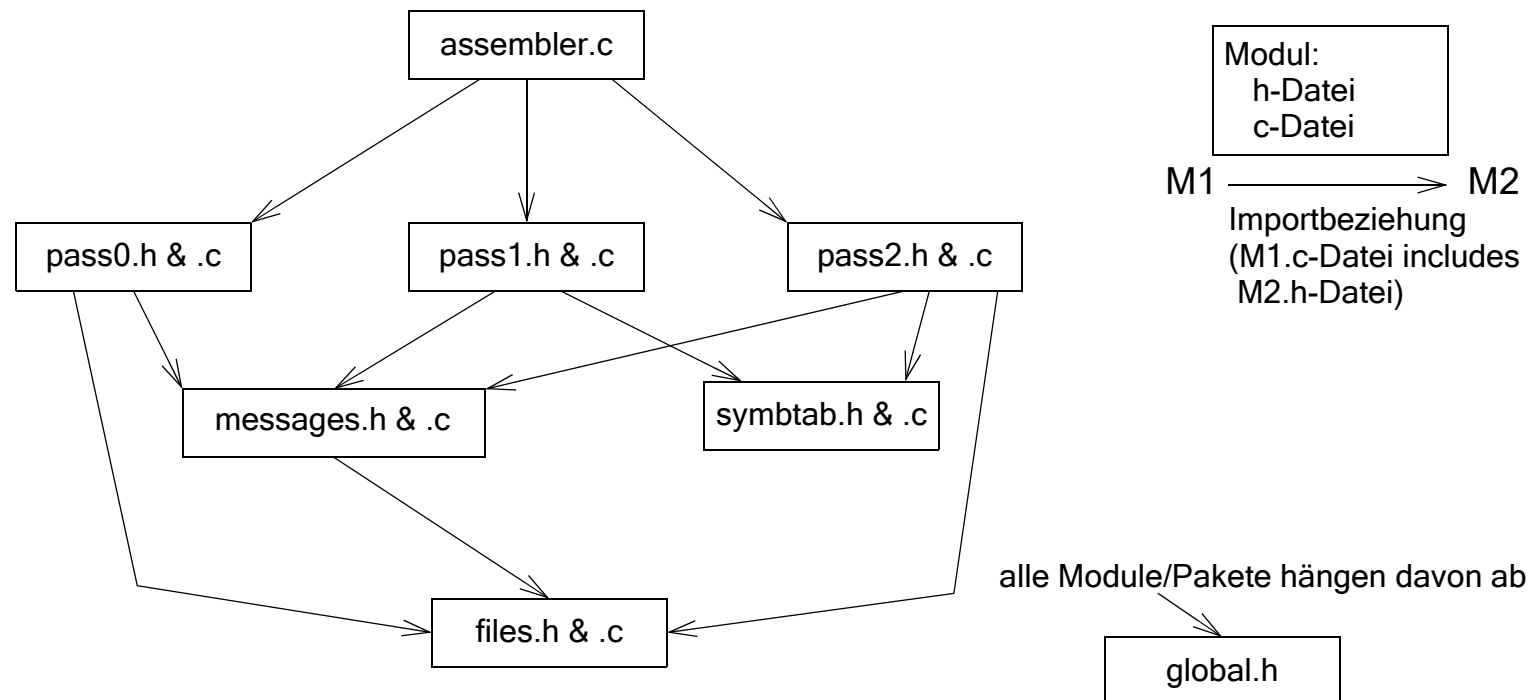 assembler.c
Modul:
h-Datei
c-Datei
M1
M2
Importbeziehung
(M1.c-Datei includes
M2.h-Datei)
pass0.h & .c
pass1.h & .c
pass2.h & .c
messages.h & .c
symbtab.h & .c
files.h & .c
alle Module/Pakete hängen davon ab
global.h